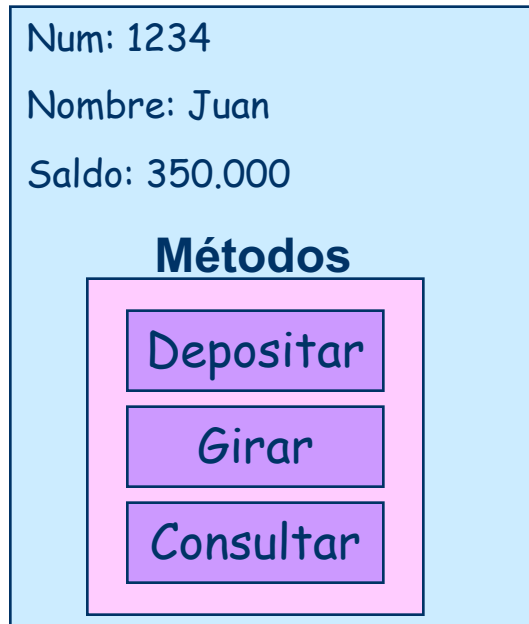 Num: 1234
Nombre: Juan
Saldo: 350.000
Métodos
Depositar
Girar
Consultar